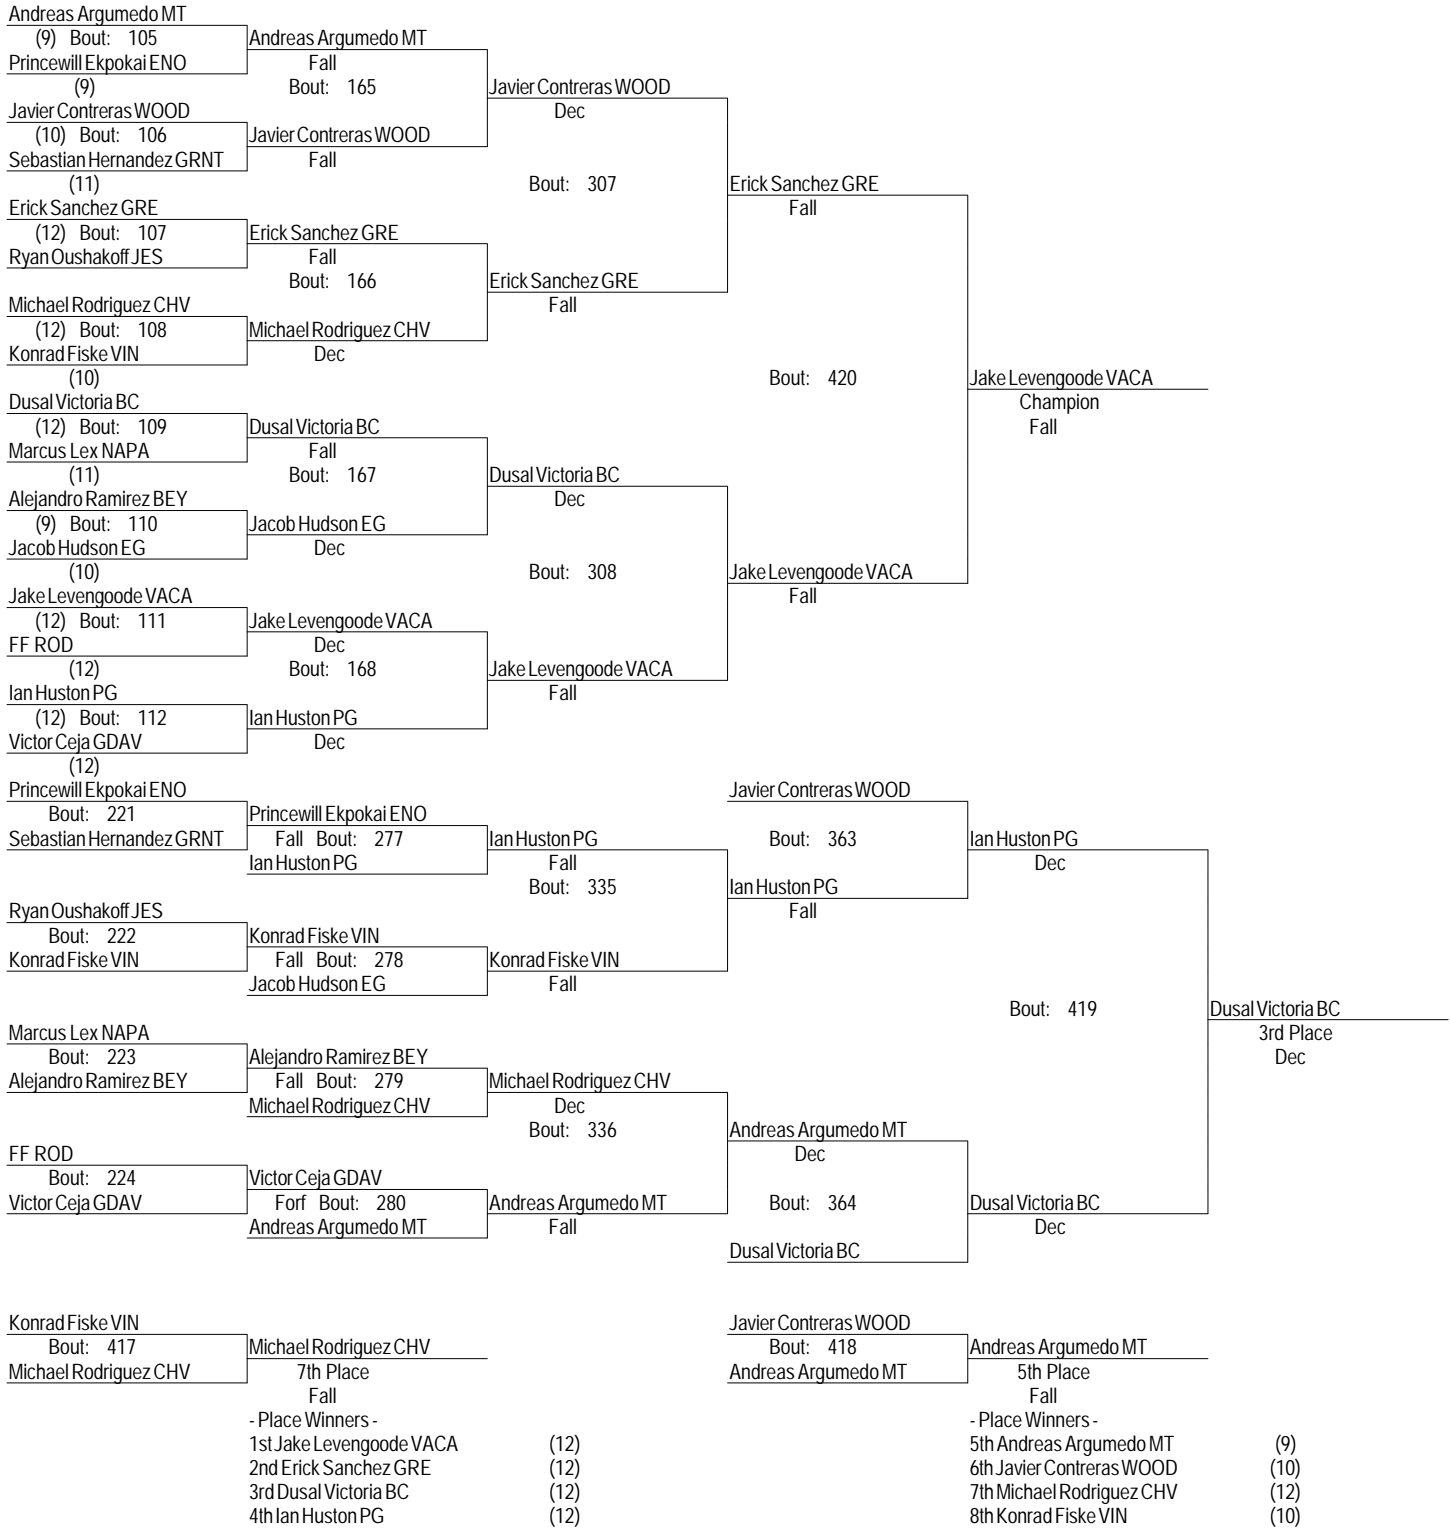 Andreas Argumedo MT
(9) Bout: 105 Andreas Argumedo MT
Princewill Ekpokai ENO Fall
(9) Bout: 165 Javier Contreras WOOD
Javier Contreras WOOD Dec
(10) Bout: 106 Javier Contreras WOOD
Sebastian Hernandez GRNT Fall
(11) Bout: 307 Erick Sanchez GRE
Erick Sanchez GRE Fall
(12) Bout: 107 Erick Sanchez GRE
Ryan Oushakoff JES Fall
Bout: 166 Erick Sanchez GRE
Michael Rodriguez CHV Fall
(12) Bout: 108 Michael Rodriguez CHV
Konrad Fiske VIN Dec
(10) Bout: 420 Jake Levengoode VACA
Dusal Victoria BC Champion
(12) Bout: 109 Dusal Victoria BC Fall
Marcus Lex NAPA Fall
(11) Bout: 167 Dusal Victoria BC
Alejandro Ramirez BEY Dec
(9) Bout: 110 Jacob Hudson EG
Jacob Hudson EG Dec
(10) Bout: 308 Jake Levengoode VACA
Jake Levengoode VACA Fall
(12) Bout: 111 Jake Levengoode VACA
FF ROD Dec
(12) Bout: 168 Jake Levengoode VACA
Ian Huston PG Fall
(12) Bout: 112 Ian Huston PG
Victor Ceja GDAV Dec
(12)
Princewill Ekpokai ENO Javier Contreras WOOD
Bout: 221 Princewill Ekpokai ENO
Sebastian Hernandez GRNT Fall Bout: 277 Ian Huston PG Bout: 363 Ian Huston PG
Ian Huston PG Fall Dec
Bout: 335 Ian Huston PG
Ryan Oushakoff JES Fall
Bout: 222 Konrad Fiske VIN
Konrad Fiske VIN Fall Bout: 278 Konrad Fiske VIN
Jacob Hudson EG Fall
Bout: 419 Dusal Victoria BC
Marcus Lex NAPA 3rd Place
Bout: 223 Alejandro Ramirez BEY Dec
Alejandro Ramirez BEY Fall Bout: 279 Michael Rodriguez CHV
Michael Rodriguez CHV Dec
Bout: 336 Andreas Argumedo MT
FF ROD Dec
Bout: 224 Victor Ceja GDAV
Victor Ceja GDAV Forf Bout: 280 Andreas Argumedo MT Bout: 364 Dusal Victoria BC
Andreas Argumedo MT Fall Dec
Dusal Victoria BC
Konrad Fiske VIN Javier Contreras WOOD
Bout: 417 Michael Rodriguez CHV Bout: 418 Andreas Argumedo MT
Michael Rodriguez CHV 7th Place Andreas Argumedo MT 5th Place
Fall Fall
- Place Winners - - Place Winners -
1st Jake Levengoode VACA (12) 5th Andreas Argumedo MT (9)
2nd Erick Sanchez GRE (12) 6th Javier Contreras WOOD (10)
3rd Dusal Victoria BC (12) 7th Michael Rodriguez CHV (12)
4th Ian Huston PG (12) 8th Konrad Fiske VIN (10)